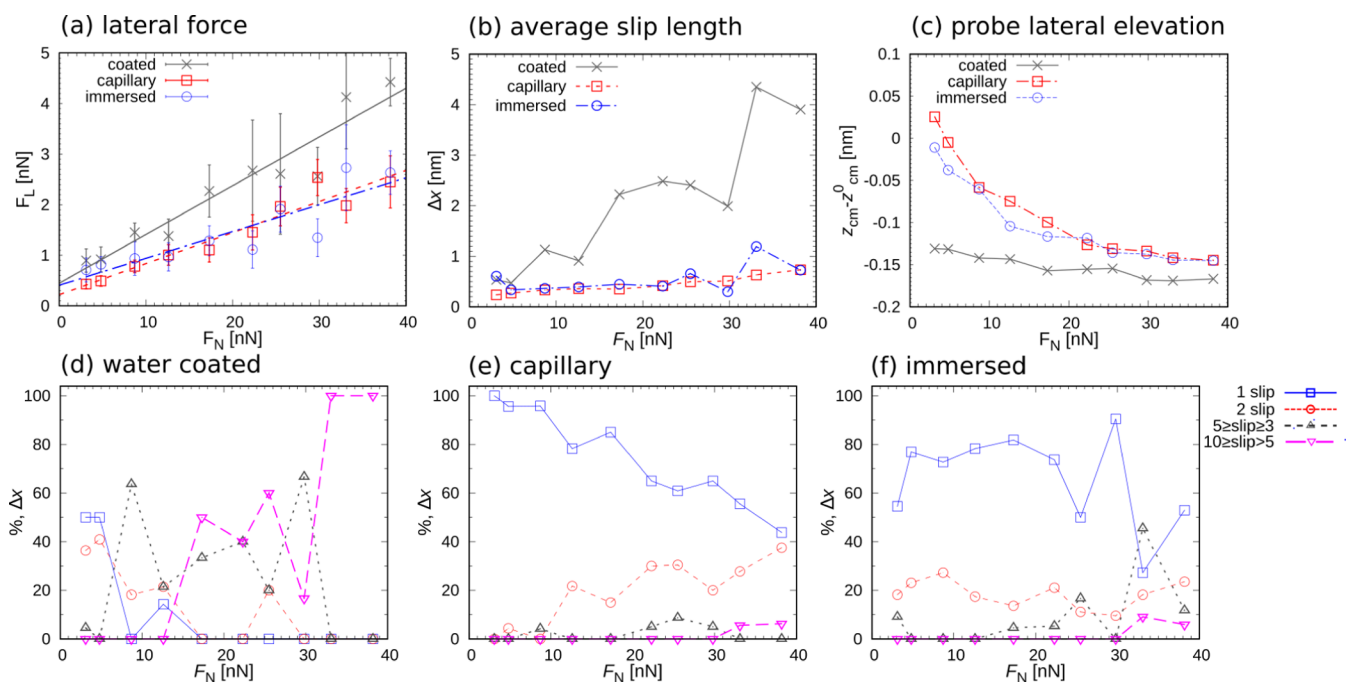 (a) lateral force
(b) average slip length
(c) probe lateral elevation
5
4
3
2
1
0
F_L [nN]
coated
capillary
immersed
0 10 20 30 40
F_N [nN]
5
4
3
2
1
0
Δx [nm]
coated
capillary
immersed
0 10 20 30 40
F_N [nN]
0.1
0.05
0
-0.05
-0.1
-0.15
-0.2
z_cm-z^0_cm [nm]
coated
capillary
immersed
0 10 20 30 40
F_N [nN]
(d) water coated
(e) capillary
(f) immersed
100
80
60
40
20
0
%, Δx
0 10 20 30 40
F_N [nN]
100
80
60
40
20
0
%, Δx
0 10 20 30 40
F_N [nN]
100
80
60
40
20
0
%, Δx
0 10 20 30 40
F_N [nN]
1 slip
2 slip
5≥slip≥3
10≥slip>5